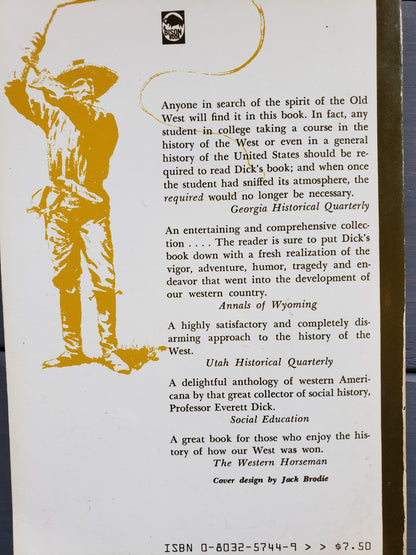 BISON
BOOK
Anyone in search of the spirit of the Old
West will find it in this book. In fact, any
student in college taking a course in the
history of the West or even in a general
history of the United States should be re-
quired to read Dick's book; and when once
the student had sniffed its atmosphere, the
required would no longer be necessary.
Georgia Historical Quarterly
An entertaining and comprehensive collec-
tion . . . . The reader is sure to put Dick's
book down with a fresh realization of the
vigor, adventure, humor, tragedy and en-
deavor that went into the development of
our western country.
Annals of Wyoming
A highly satisfactory and completely dis-
arming approach to the history of the
West.
Utah Historical Quarterly
A delightful anthology of western Ameri-
cana by that great collector of social history,
Professor Everett Dick.
Social Education
A great book for those who enjoy the his-
tory of how our West was won.
The Western Horseman
Cover design by Jack Brodie
ISBN 0-8032-5744-9 > > $7.50